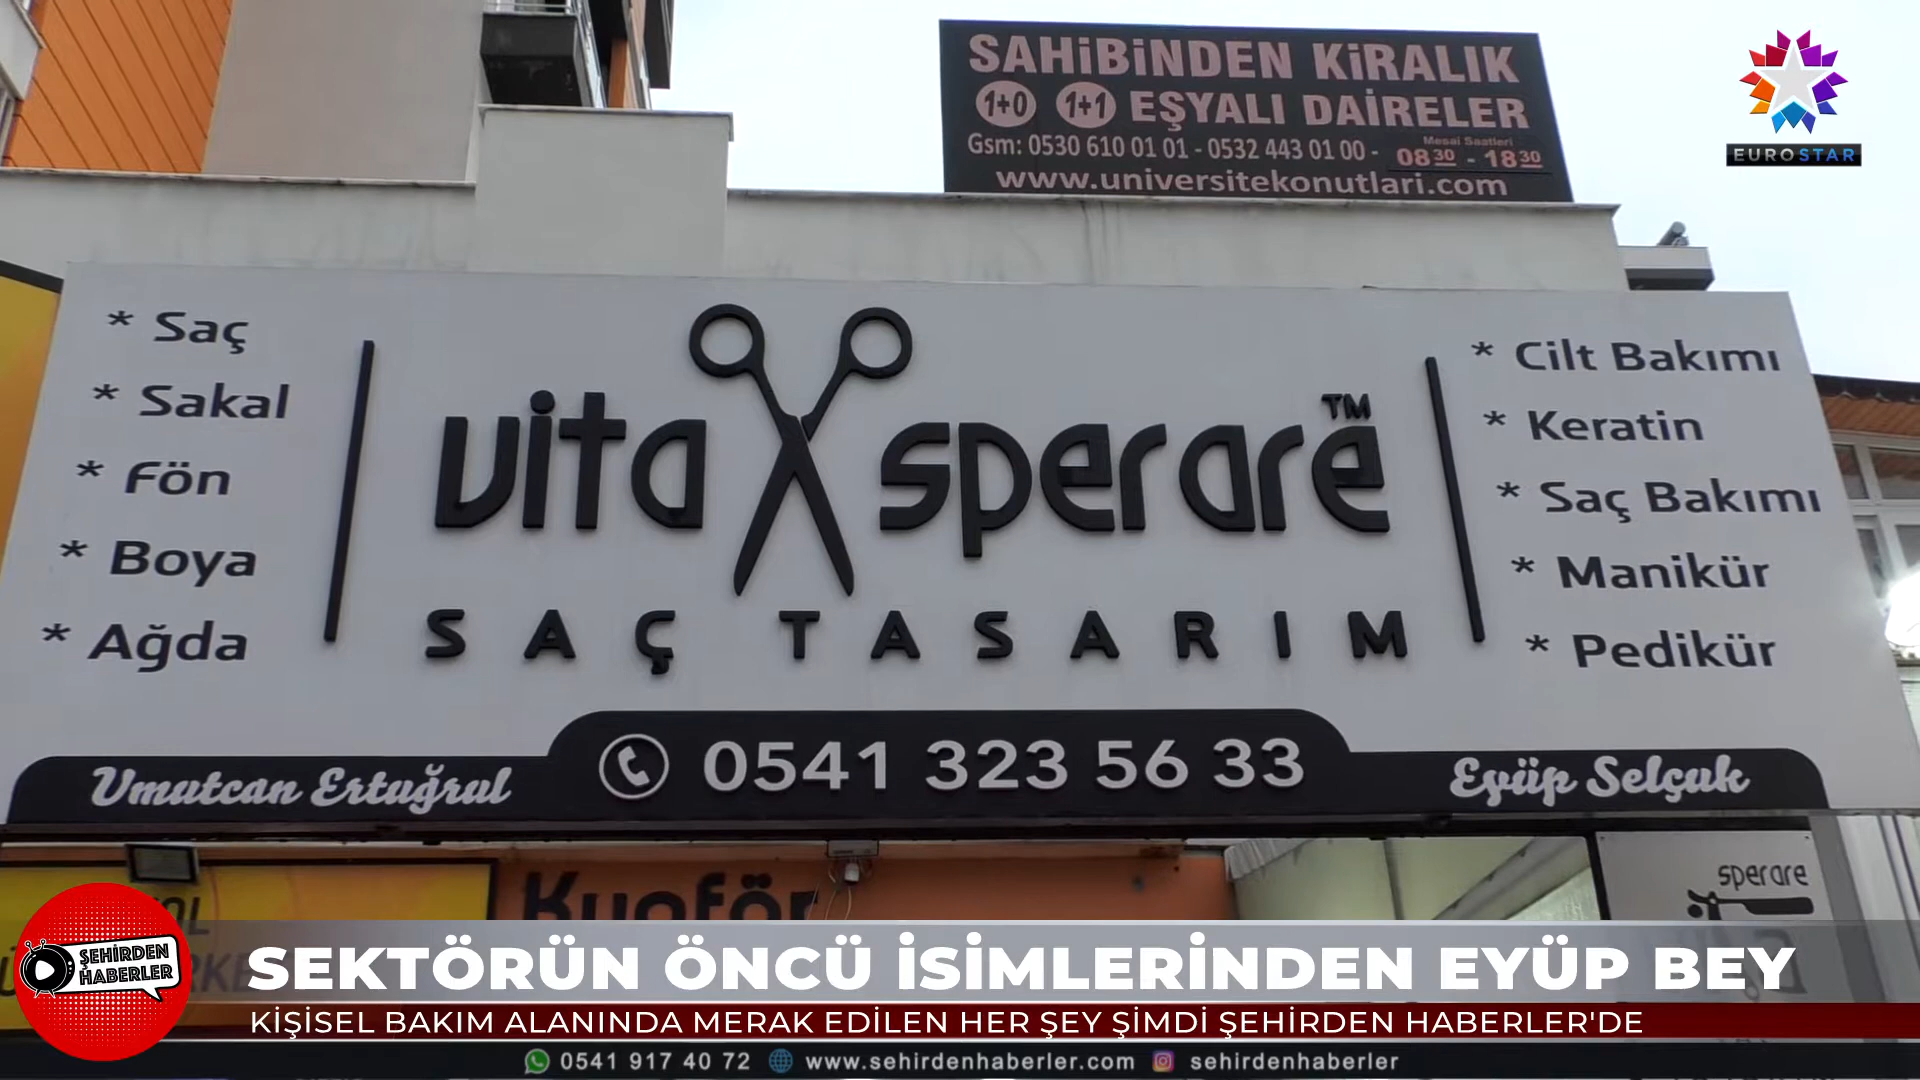 SAHİBİNDEN KİRALIK
1+0 1+1 EŞYALI DAİRELER
Gsm: 0530 610 01 01 - 0532 443 01 00 - Mesai Saatleri 08 30 - 18 30
www.universitekonutlari.com
EUROSTAR
* Saç
* Sakal
* Fön
* Boya
* Ağda
vita sperare TM
SAÇ TASARIM
* Cilt Bakımı
* Keratin
* Saç Bakımı
* Manikür
* Pedikür
Umutcan Ertuğrul
0541 323 56 33
Eyüp Selçuk
Kuaför
sperare
ŞEHİRDEN
HABERLER
SEKTÖRÜN ÖNCÜ İSİMLERİNDEN EYÜP BEY
KİŞİSEL BAKIM ALANINDA MERAK EDİLEN HER ŞEY ŞİMDİ ŞEHİRDEN HABERLER'DE
0541 917 40 72 www.sehirdenhaberler.com sehirdenhaberler